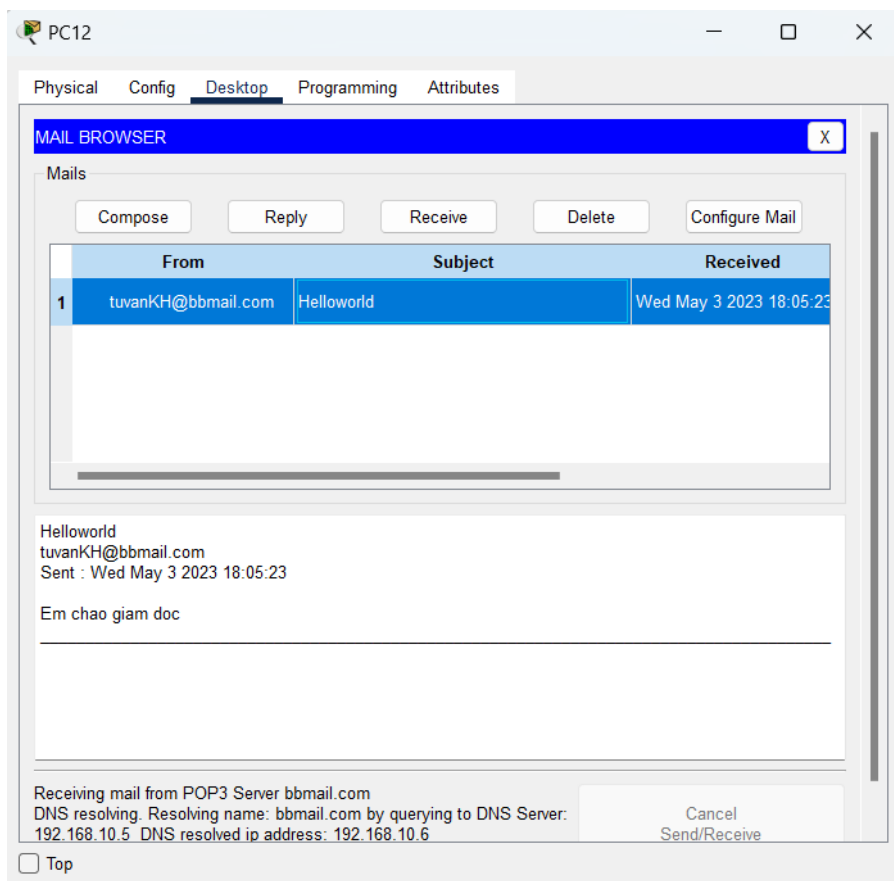 PC12
Physical Config Desktop Programming Attributes
MAIL BROWSER X
Mails
Compose Reply Receive Delete Configure Mail
From Subject Received
1 tuvanKH@bbmail.com Helloworld Wed May 3 2023 18:05:23
Helloworld
tuvanKH@bbmail.com
Sent : Wed May 3 2023 18:05:23
Em chao giam doc
Receiving mail from POP3 Server bbmail.com
DNS resolving. Resolving name: bbmail.com by querying to DNS Server:
192.168.10.5 DNS resolved ip address: 192.168.10.6
Cancel
Send/Receive
Top